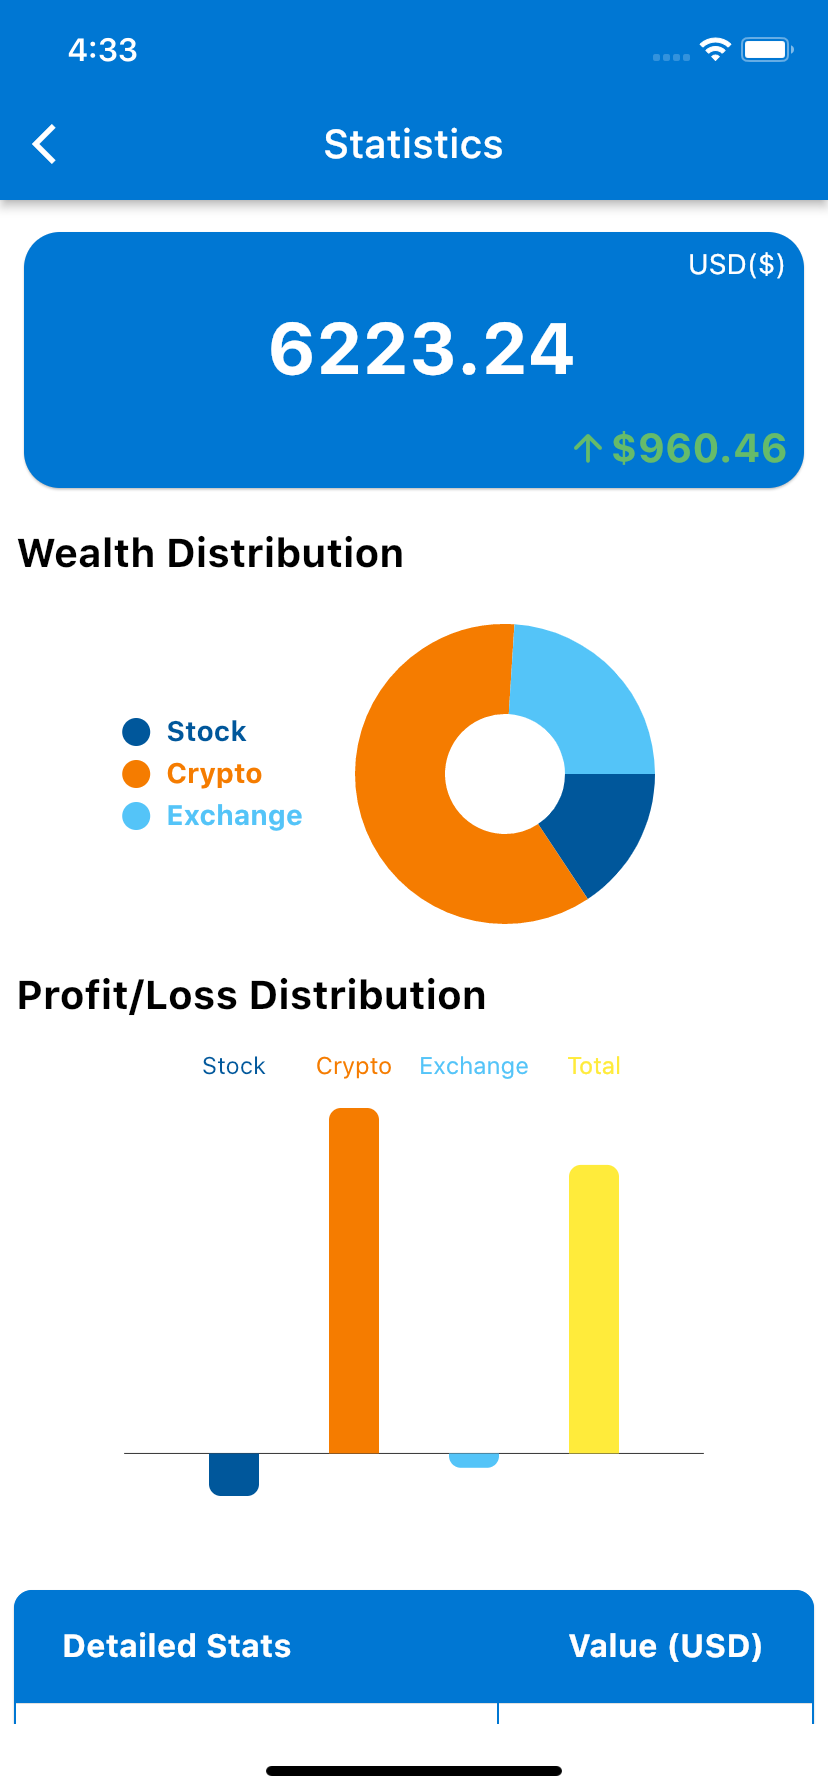 4:33
Statistics
USD($)
6223.24
↑$960.46
Wealth Distribution
Stock
Crypto
Exchange
Profit/Loss Distribution
Stock Crypto Exchange Total
Detailed Stats Value (USD)